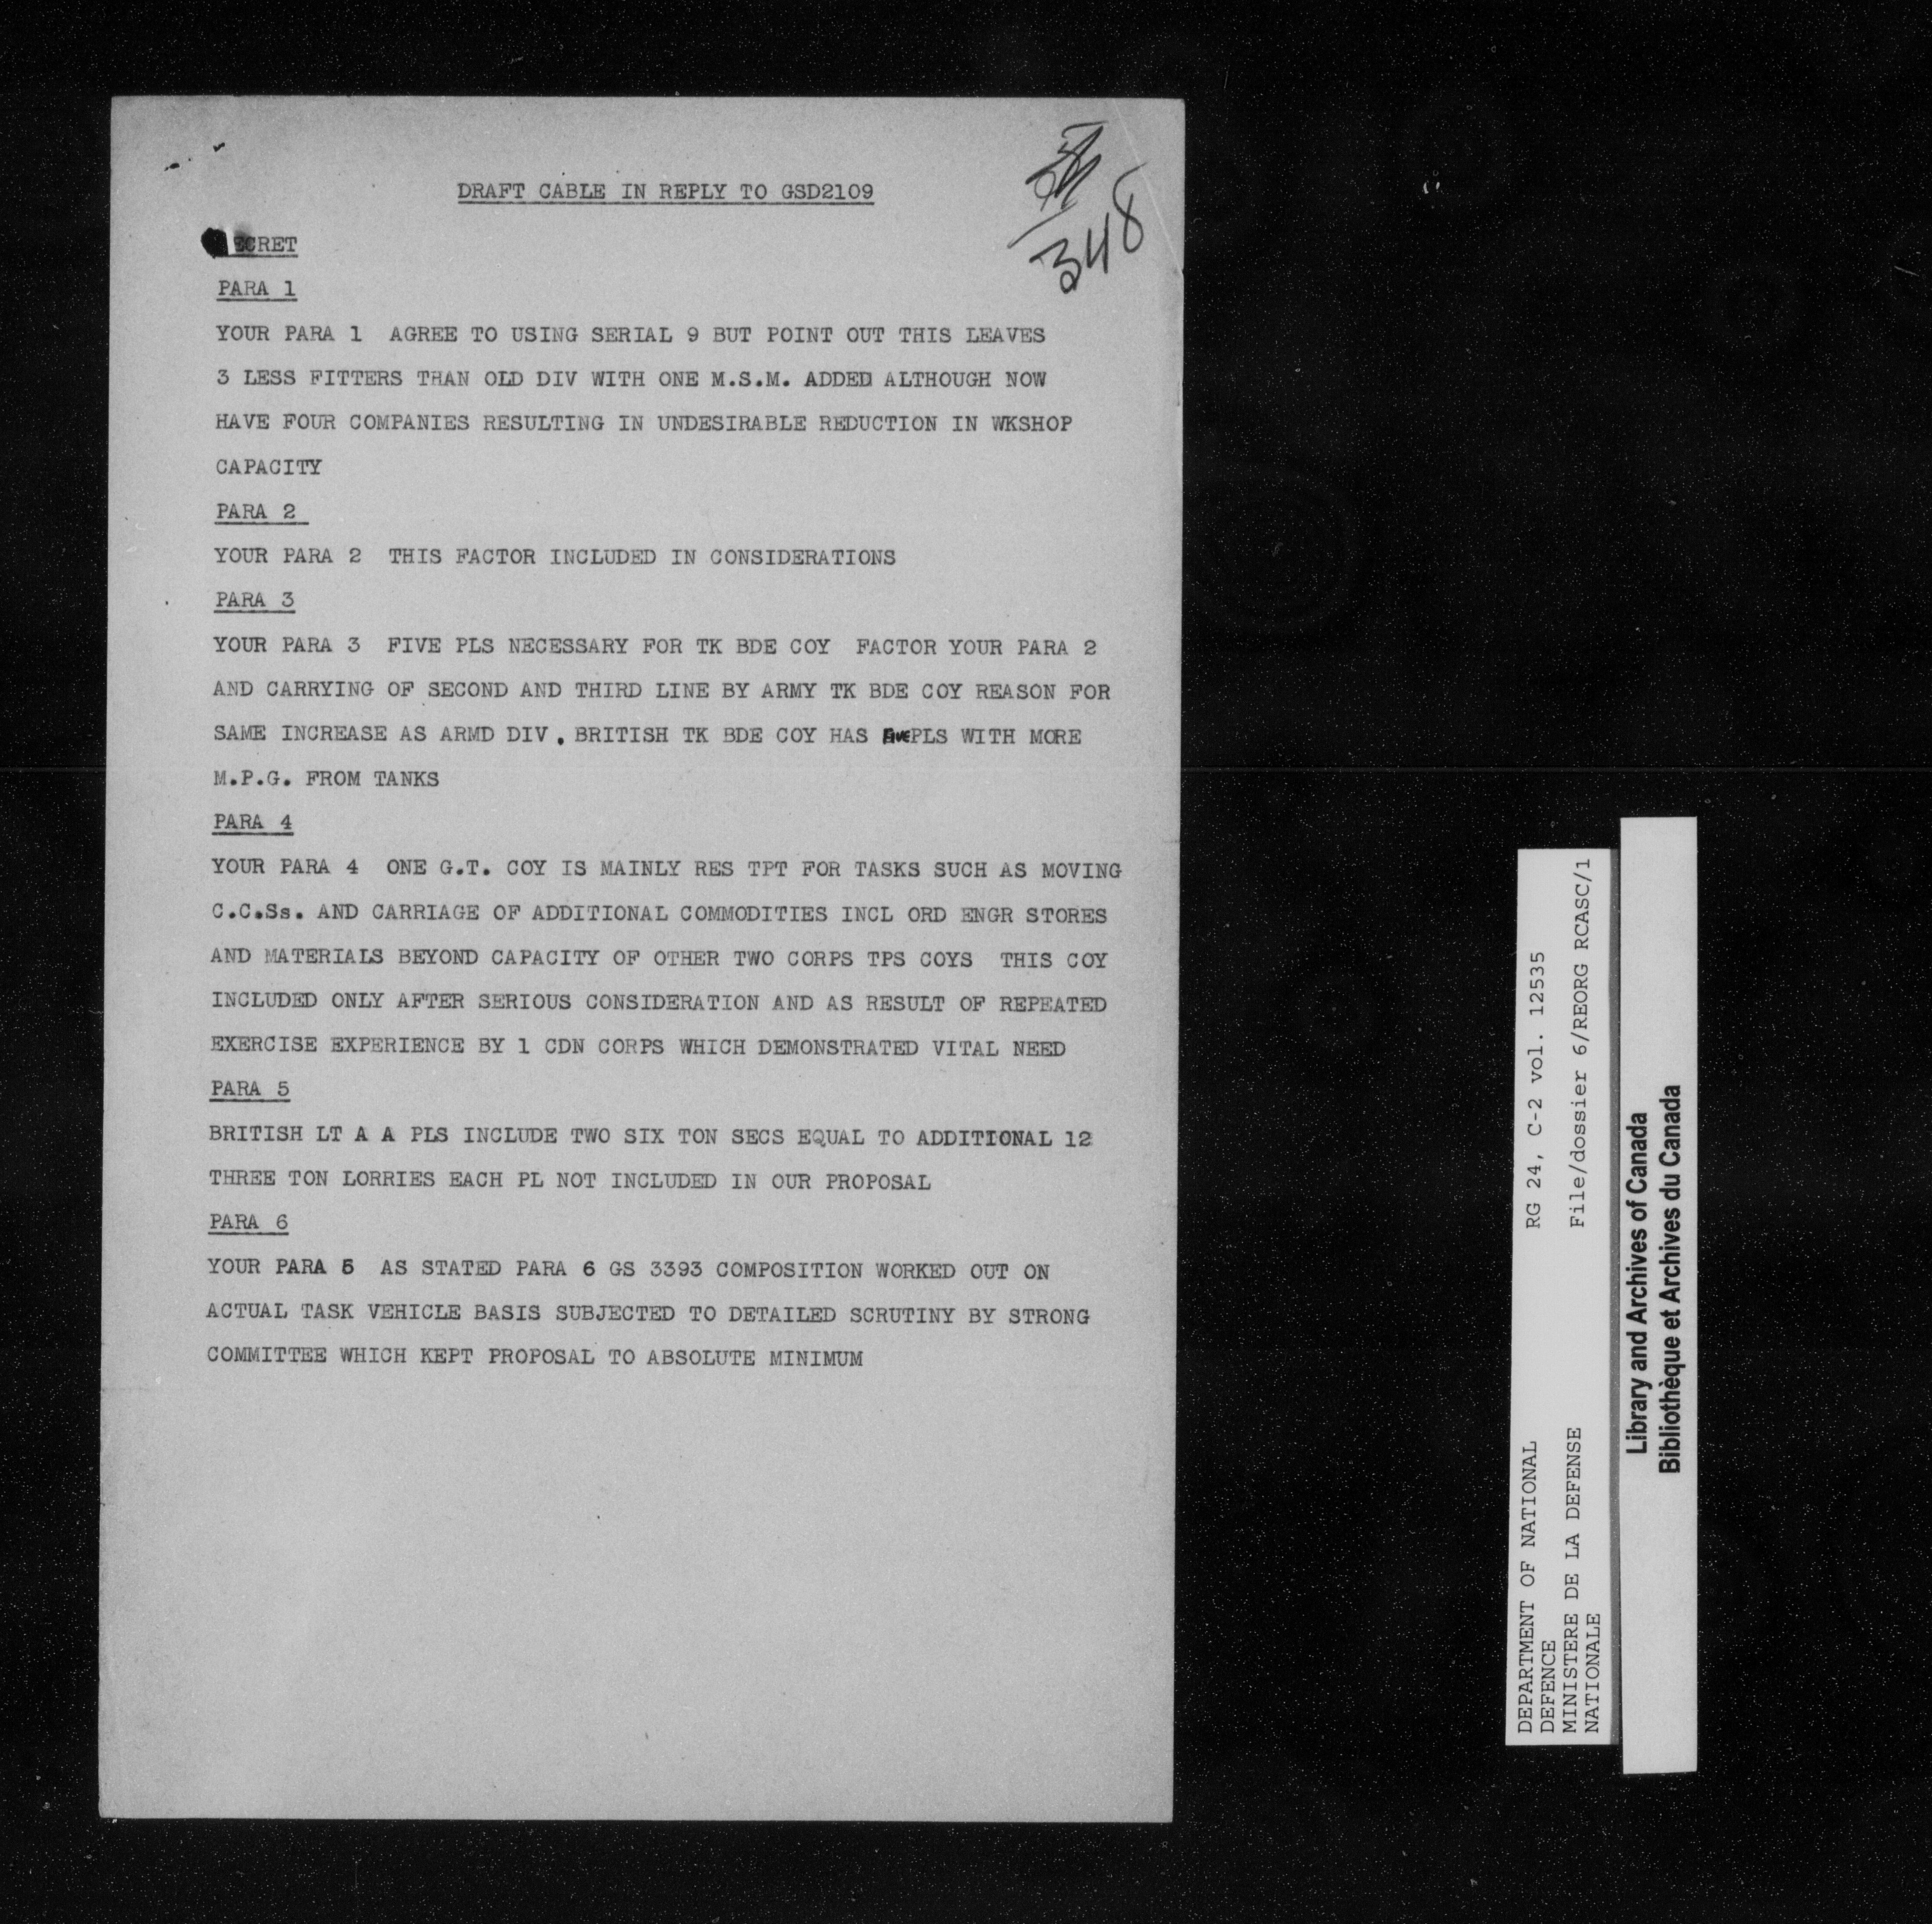 DRAFT CABLE IN REPLY TO GSD2109
348
ECRET
PARA 1
YOUR PARA 1 AGREE TO USING SERIAL 9 BUT POINT OUT THIS LEAVES
3 LESS FITTERS THAN OLD DIV WITH ONE M.S.M. ADDED ALTHOUGH NOW
HAVE FOUR COMPANIES RESULTING IN UNDESIRABLE REDUCTION IN WKSHOP
CAPACITY
PARA 2
YOUR PARA 2 THIS FACTOR INCLUDED IN CONSIDERATIONS
PARA 3
YOUR PARA 3 FIVE PLS NECESSARY FOR TK BDE COY FACTOR YOUR PARA 2
AND CARRYING OF SECOND AND THIRD LINE BY ARMY TK BDE COY REASON FOR
SAME INCREASE AS ARMD DIV. BRITISH TK BDE COY HAS FIVE PLS WITH MORE
M.P.G. FROM TANKS
PARA 4
YOUR PARA 4 ONE G.T. COY IS MAINLY RES TPT FOR TASKS SUCH AS MOVING
C.C.Ss. AND CARRIAGE OF ADDITIONAL COMMODITIES INCL ORD ENGR STORES
AND MATERIALS BEYOND CAPACITY OF OTHER TWO CORPS TPS COYS THIS COY
INCLUDED ONLY AFTER SERIOUS CONSIDERATION AND AS RESULT OF REPEATED
EXERCISE EXPERIENCE BY 1 CDN CORPS WHICH DEMONSTRATED VITAL NEED
PARA 5
BRITISH LT A A PLS INCLUDE TWO SIX TON SECS EQUAL TO ADDITIONAL 12
THREE TON LORRIES EACH PL NOT INCLUDED IN OUR PROPOSAL
PARA 6
YOUR PARA 5 AS STATED PARA 6 GS 3393 COMPOSITION WORKED OUT ON
ACTUAL TASK VEHICLE BASIS SUBJECTED TO DETAILED SCRUTINY BY STRONG
COMMITTEE WHICH KEPT PROPOSAL TO ABSOLUTE MINIMUM
DEPARTMENT OF NATIONAL RG 24, C-2 vol. 12535
DEFENCE
MINISTERE DE LA DEFENSE File/dossier 6/REORG RCASC/1
NATIONALE
Library and Archives of Canada
Bibliothèque et Archives du Canada